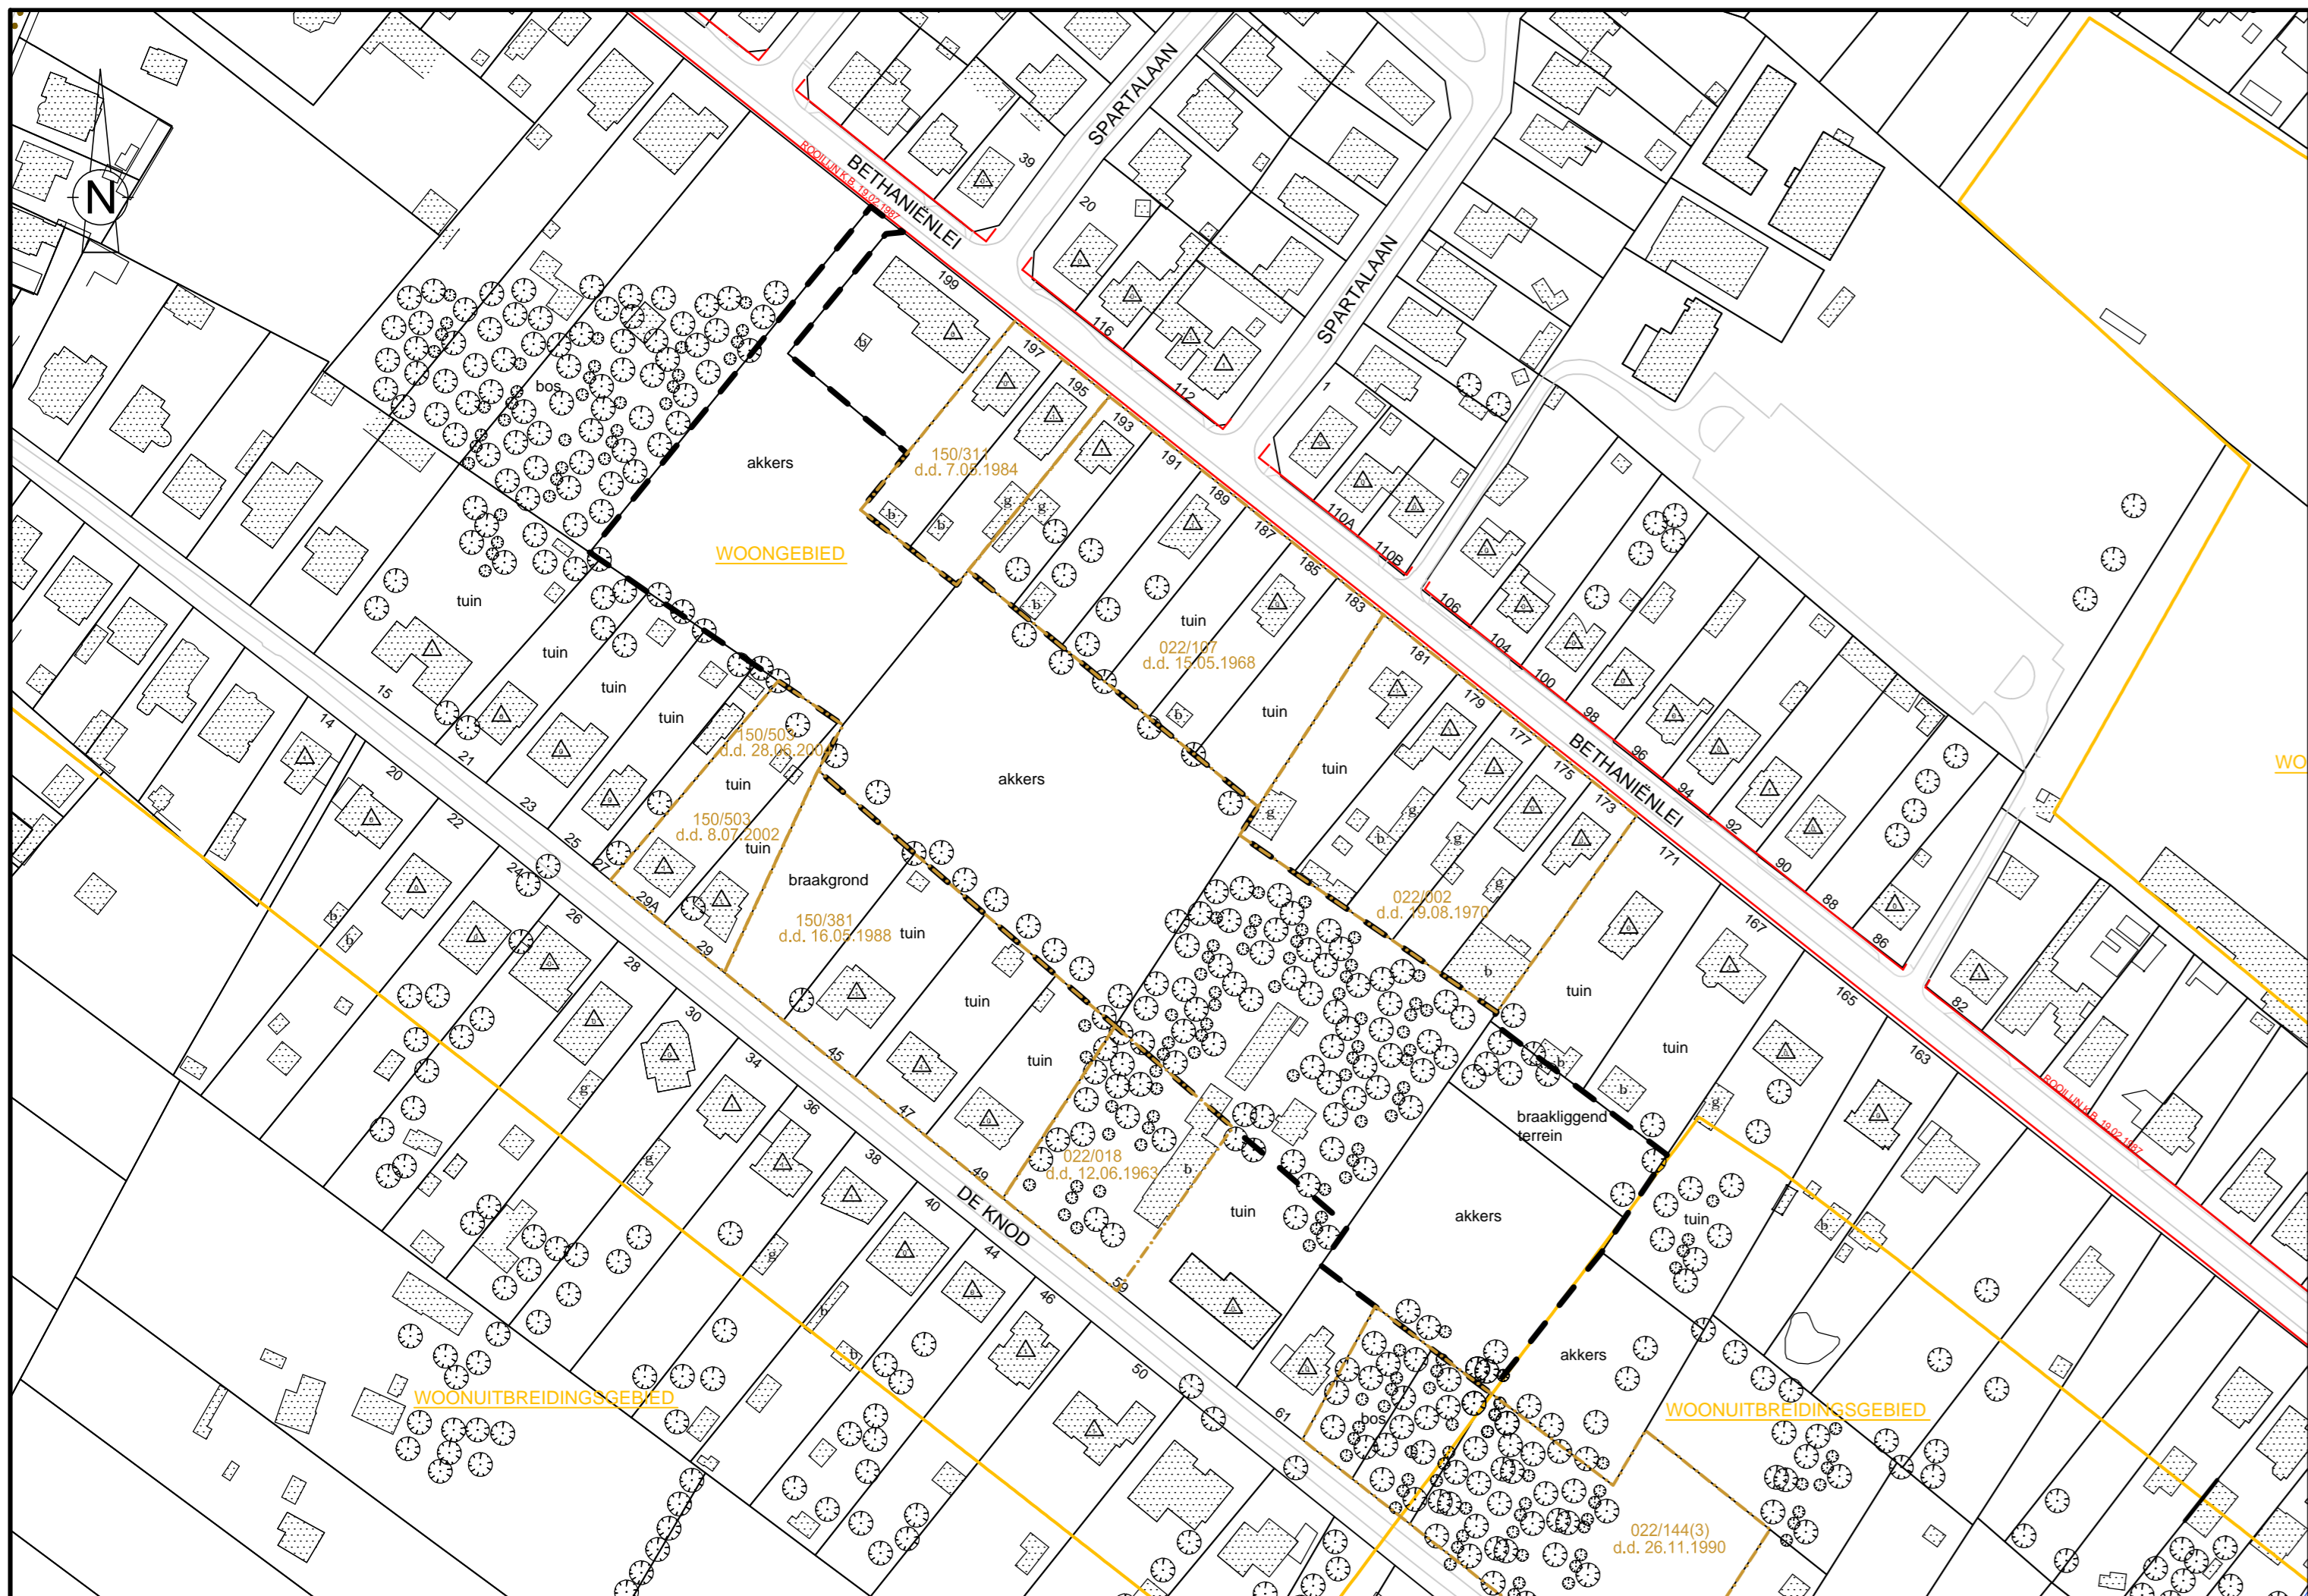 N
SPARTALAAN
39
BETHANIËNLEI
ROOILIJN K.B. 19.02.1987
20
199
SPARTALAAN
116
112
1
b
197
195
193
191
189
187
185
183
110A
110B
106
104
100
98
96
94
92
90
88
86
82
bos
akkers
150/311
d.d. 7.05.1984
b
b
g
g
WOONGEBIED
b
tuin
022/107
d.d. 15.05.1968
b
tuin
tuin
tuin
tuin
tuin
tuin
181
179
177
175
173
171
167
165
163
BETHANIËNLEI
WO
15
21
23
25
27
29A
29
14
20
22
24
26
28
30
34
36
38
40
44
46
50
150/503
d.d. 28.06.2004
tuin
150/503
d.d. 8.07.2002
tuin
akkers
g
g
b
g
g
022/002
d.d. 19.08.1970
b
braakgrond
150/381
d.d. 16.05.1988
tuin
tuin
tuin
tuin
tuin
b
b
g
45
47
49
59
61
b
b
g
g
g
b
b
ROOILIJN K.B. 19.02.1987
braakliggend
terrein
022/018
d.d. 12.06.1963
b
DE KNOD
tuin
akkers
tuin
b
akkers
bos
WOONUITBREIDINGSGEBIED
WOONUITBREIDINGSGEBIED
022/144(3)
d.d. 26.11.1990